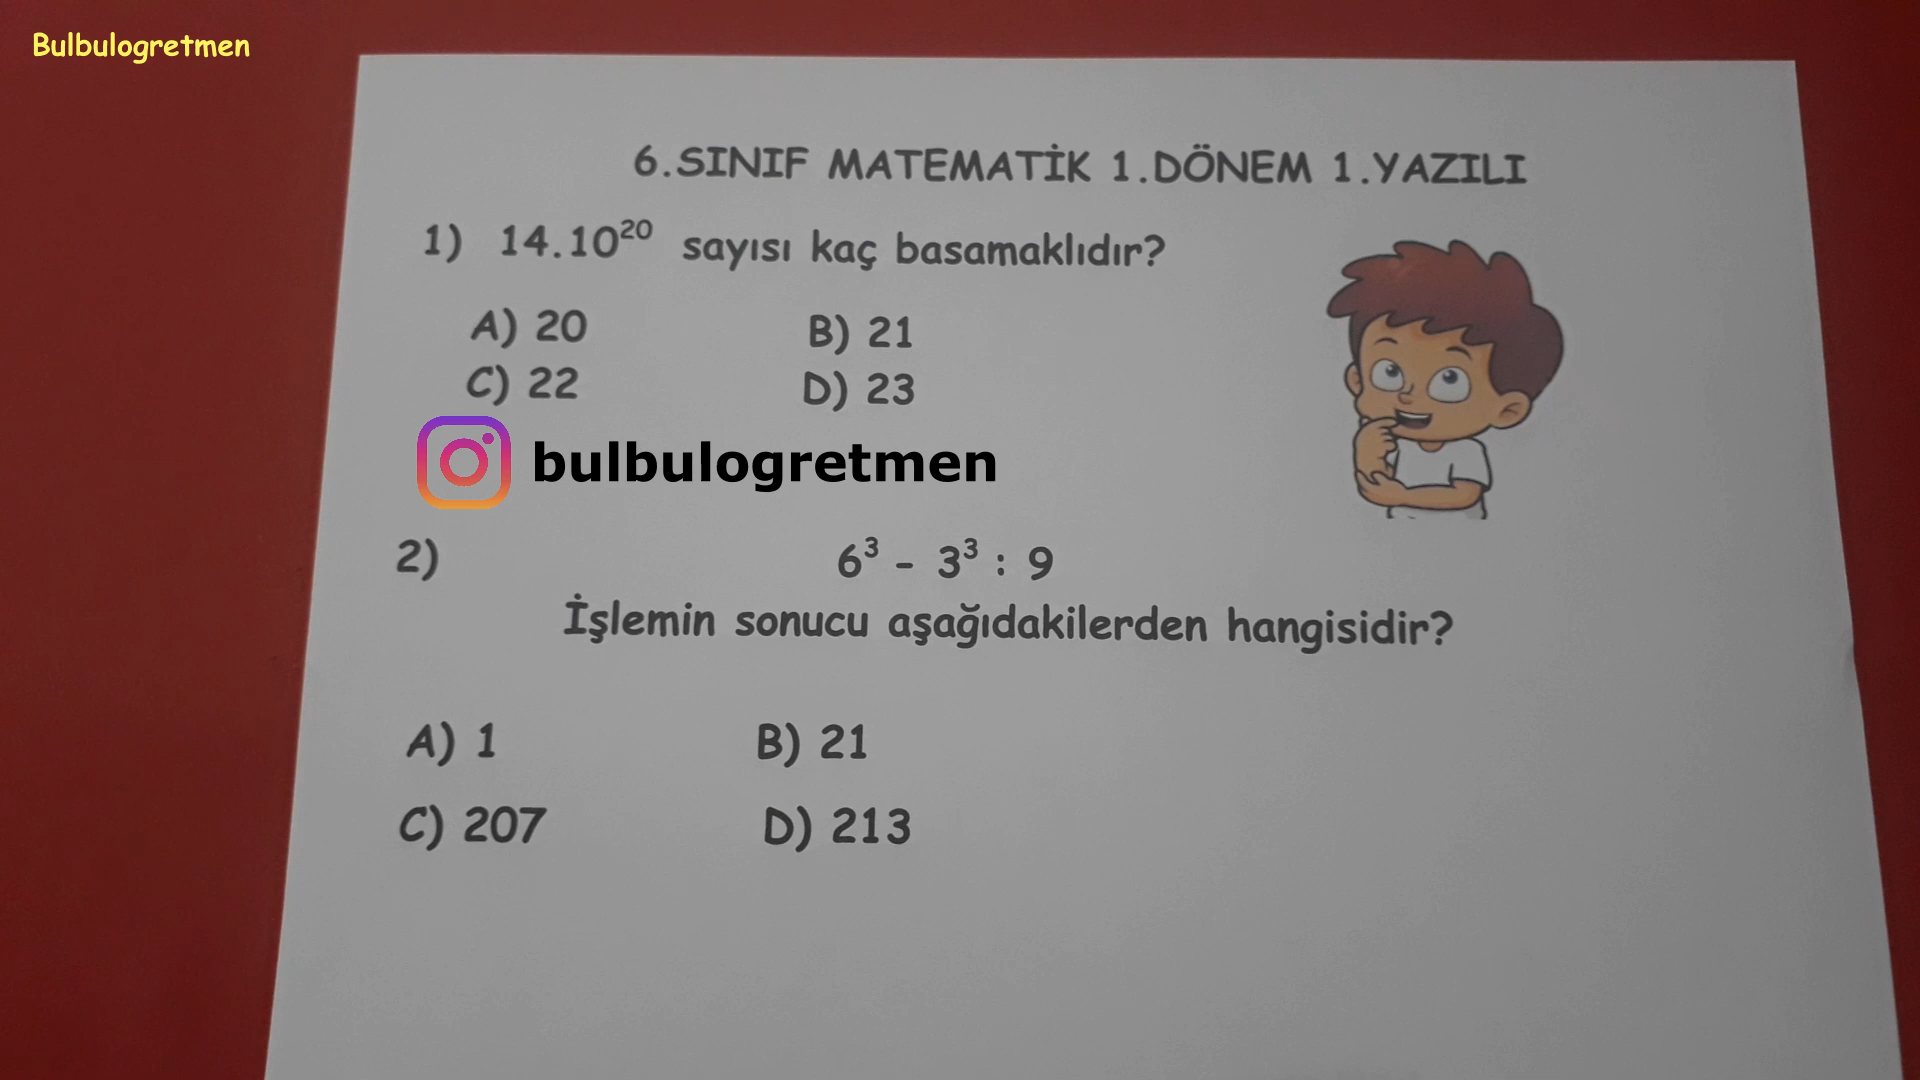 Bulbulogretmen
6.SINIF MATEMATİK 1.DÖNEM 1.YAZILI
1) 14.10²⁰ sayısı kaç basamaklıdır?
A) 20 B) 21
C) 22 D) 23
bulbulogretmen
2) 6³ - 3³ : 9
İşlemin sonucu aşağıdakilerden hangisidir?
A) 1 B) 21
C) 207 D) 213